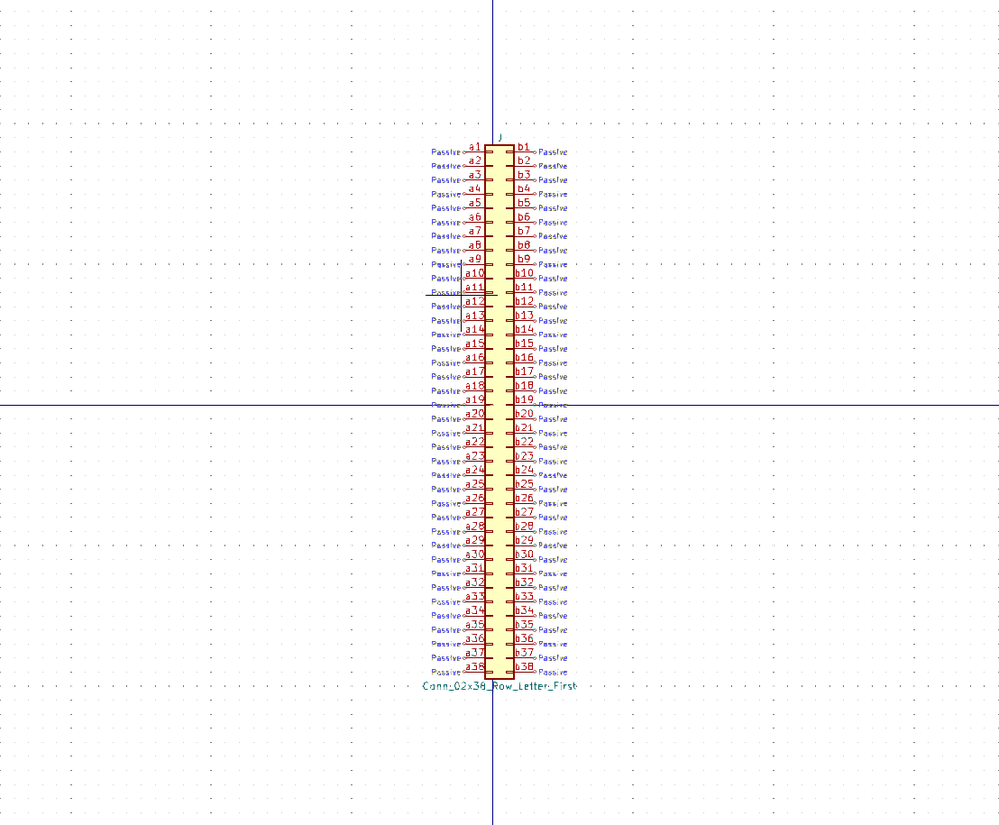 J
Passive a1 b1 Passive
Passive a2 b2 Passive
Passive a3 b3 Passive
Passive a4 b4 Passive
Passive a5 b5 Passive
Passive a6 b6 Passive
Passive a7 b7 Passive
Passive a8 b8 Passive
Passive a9 b9 Passive
Passive a10 b10 Passive
Passive a11 b11 Passive
Passive a12 b12 Passive
Passive a13 b13 Passive
Passive a14 b14 Passive
Passive a15 b15 Passive
Passive a16 b16 Passive
Passive a17 b17 Passive
Passive a18 b18 Passive
Passive a19 b19 Passive
Passive a20 b20 Passive
Passive a21 b21 Passive
Passive a22 b22 Passive
Passive a23 b23 Passive
Passive a24 b24 Passive
Passive a25 b25 Passive
Passive a26 b26 Passive
Passive a27 b27 Passive
Passive a28 b28 Passive
Passive a29 b29 Passive
Passive a30 b30 Passive
Passive a31 b31 Passive
Passive a32 b32 Passive
Passive a33 b33 Passive
Passive a34 b34 Passive
Passive a35 b35 Passive
Passive a36 b36 Passive
Passive a37 b37 Passive
Passive a38 b38 Passive
Conn_02x38_Row_Letter_First